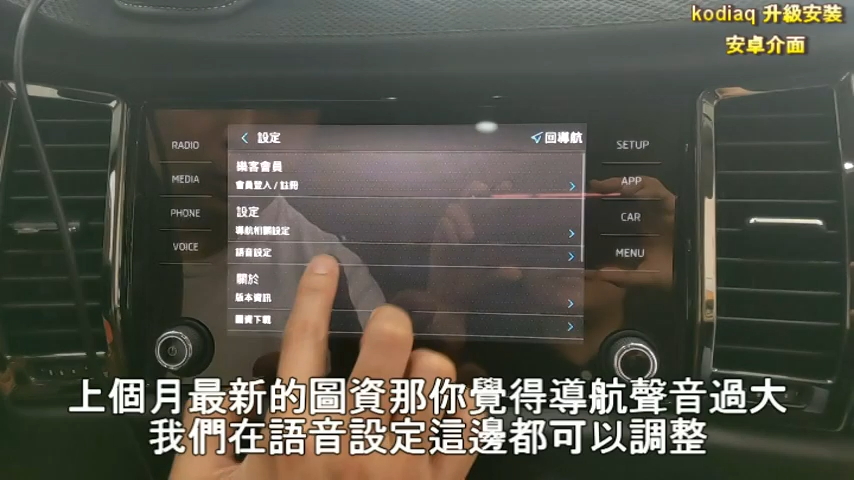 kodiaq 升級安裝
安卓介面
RADIO
MEDIA
PHONE
VOICE
設定
回導航
樂客會員
會員登入 / 註冊
設定
導航相關設定
語音設定
關於
版本資訊
圖資下載
SETUP
APP
CAR
MENU
上個月最新的圖資那你覺得導航聲音過大
我們在語音設定這邊都可以調整